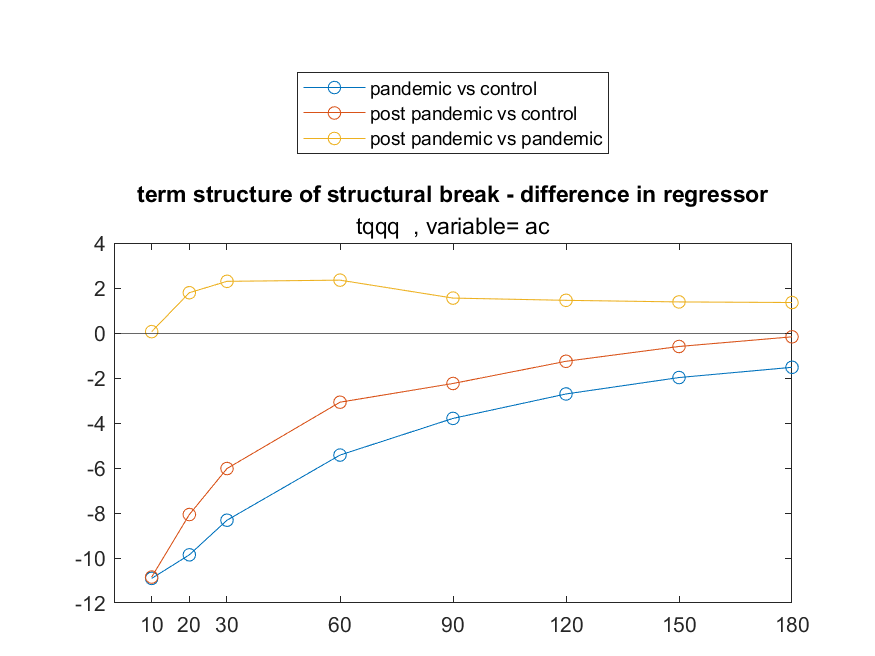 pandemic vs control
post pandemic vs control
post pandemic vs pandemic
term structure of structural break - difference in regressor
tqqq  , variable= ac
4
2
0
-2
-4
-6
-8
-10
-12
10 20 30 60 90 120 150 180